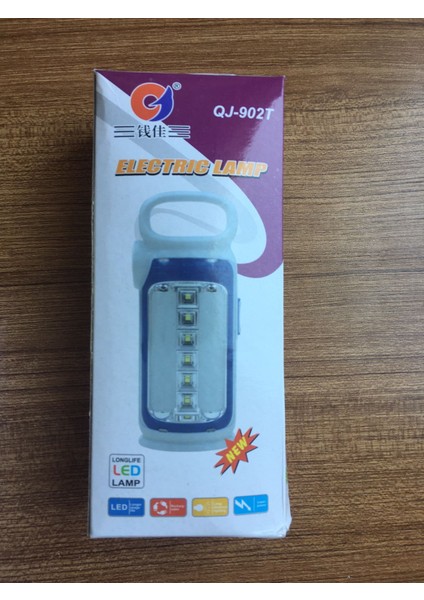 ®
QJ-902T
钱佳
ELECTRIC LAMP
NEW
LONGLIFE
LED
LAMP
LED